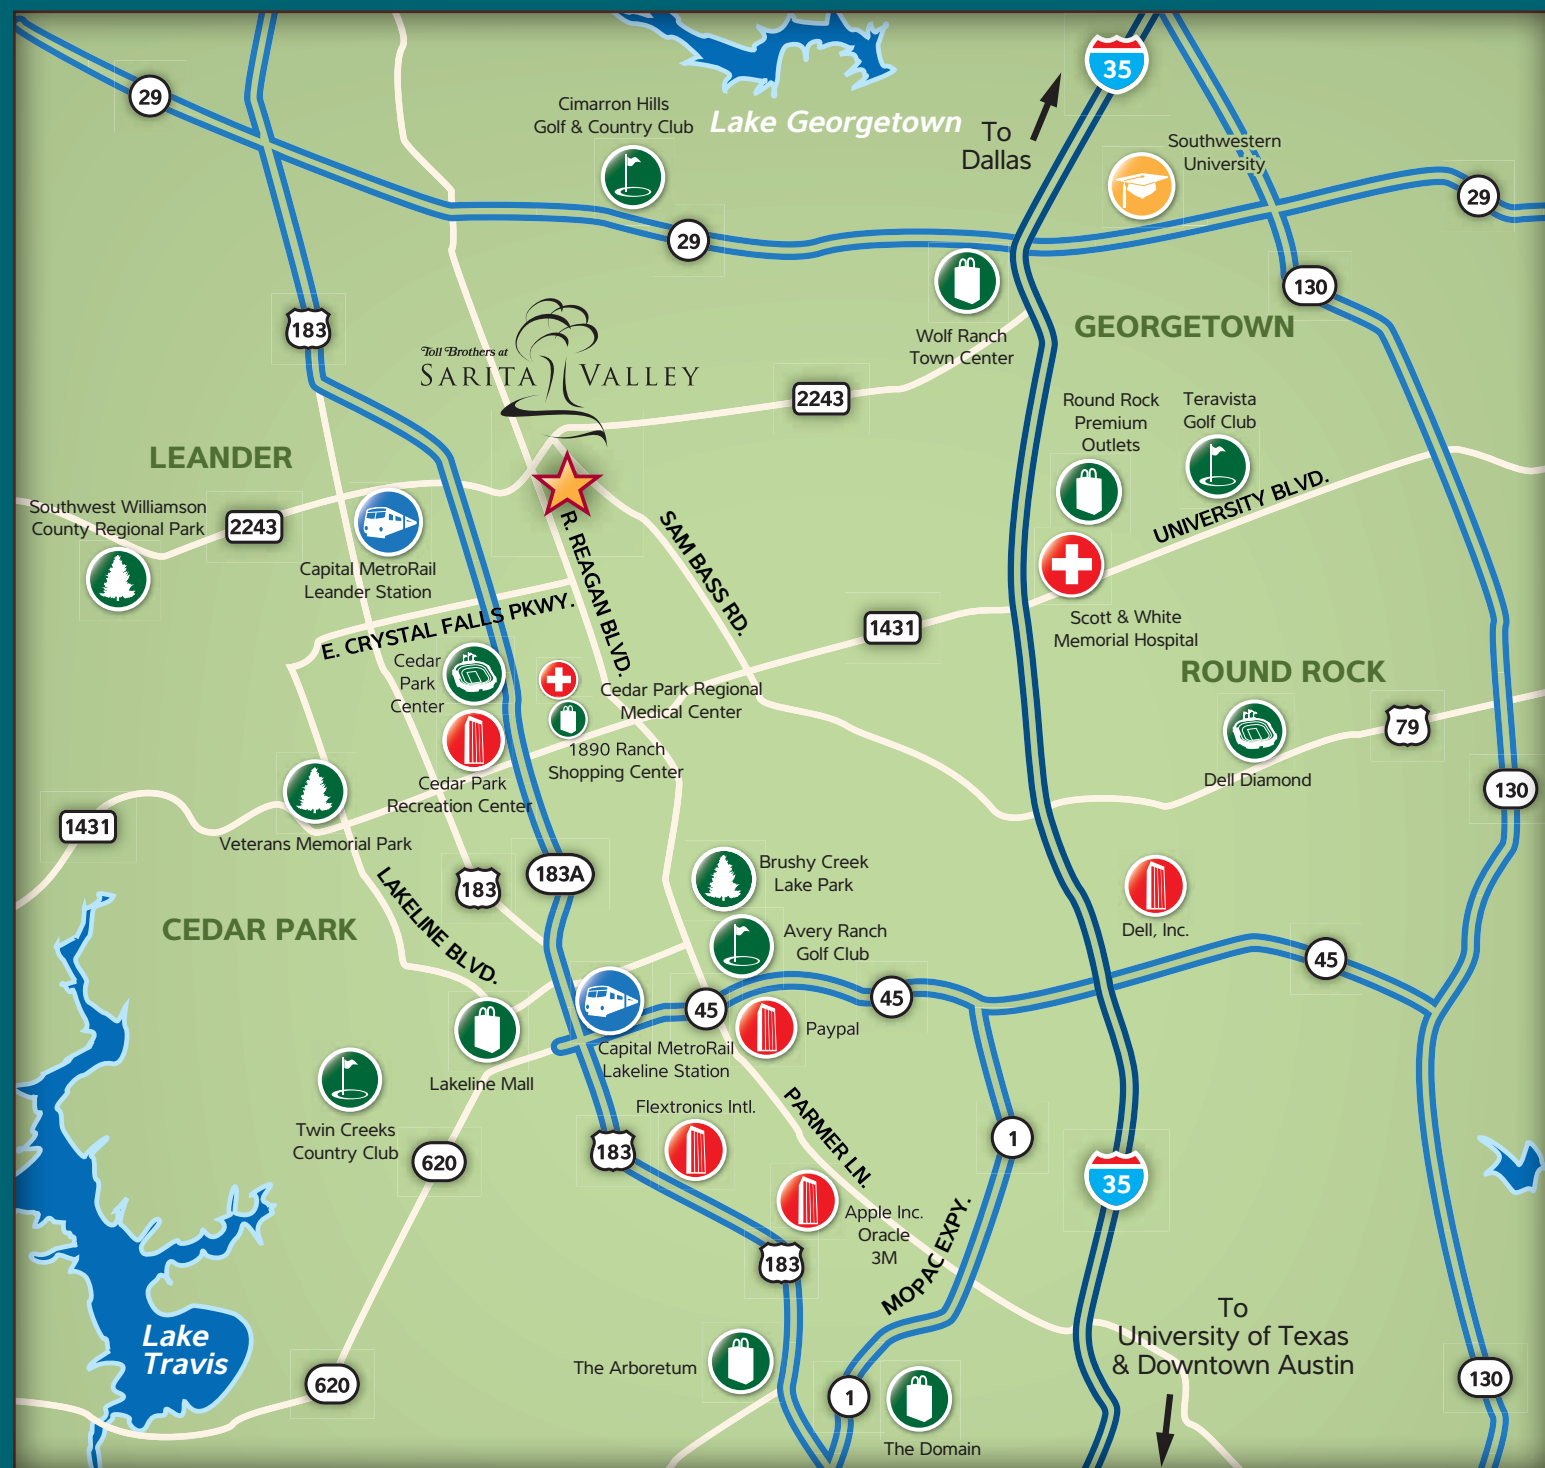 29
Cimarron Hills
Golf & Country Club
Lake Georgetown
To
Dallas
35
Southwestern
University
29
29
130
183
Wolf Ranch
Town Center
GEORGETOWN
Toll Brothers at
SARITA VALLEY
2243
Round Rock
Premium
Outlets
Teravista
Golf Club
LEANDER
Southwest Williamson
County Regional Park
2243
Capital MetroRail
Leander Station
R. REAGAN BLVD.
SAM BASS RD.
UNIVERSITY BLVD.
E. CRYSTAL FALLS PKWY.
1431
Scott & White
Memorial Hospital
ROUND ROCK
Cedar
Park
Center
Cedar Park Regional
Medical Center
1890 Ranch
Shopping Center
79
Dell Diamond
Cedar Park
Recreation Center
130
1431
Veterans Memorial Park
183
183A
Brushy Creek
Lake Park
LAKELINE BLVD.
CEDAR PARK
Avery Ranch
Golf Club
Dell, Inc.
45
45
45
Paypal
Capital MetroRail
Lakeline Station
Lakeline Mall
Flextronics Intl.
PARMER LN.
Twin Creeks
Country Club
620
183
1
35
Apple Inc.
Oracle
3M
MOPAC EXPY.
183
To
University of Texas
& Downtown Austin
Lake
Travis
620
The Arboretum
1
130
The Domain